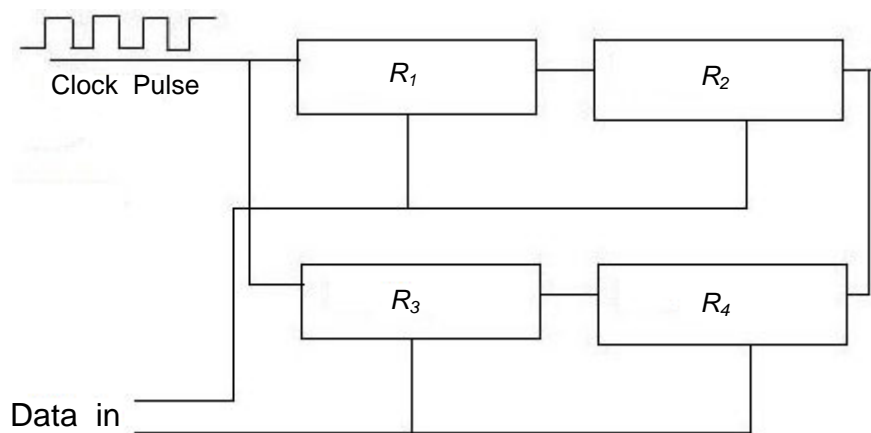 R1
R2
Clock Pulse
R3
R4
Data in